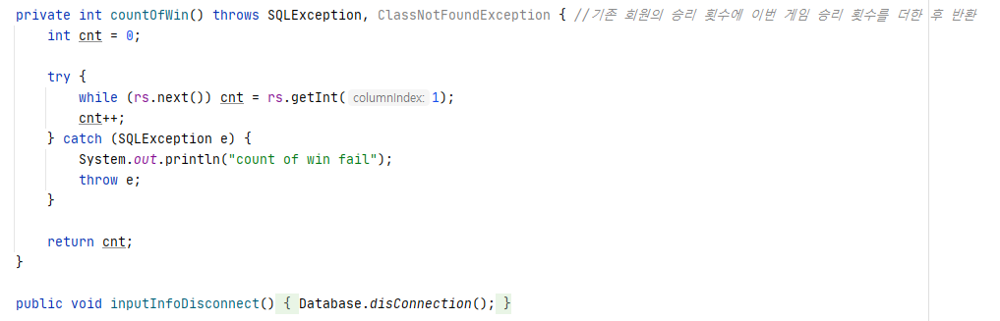 private int countOfWin() throws SQLException, ClassNotFoundException { //기존 회원의 승리 횟수에 이번 게임 승리 횟수를 더한 후 반환
    int cnt = 0;
    try {
        while (rs.next()) cnt = rs.getInt( columnIndex: 1);
        cnt++;
    } catch (SQLException e) {
        System.out.println("count of win fail");
        throw e;
    }
    return cnt;
}
public void inputInfoDisconnect() { Database.disConnection(); }